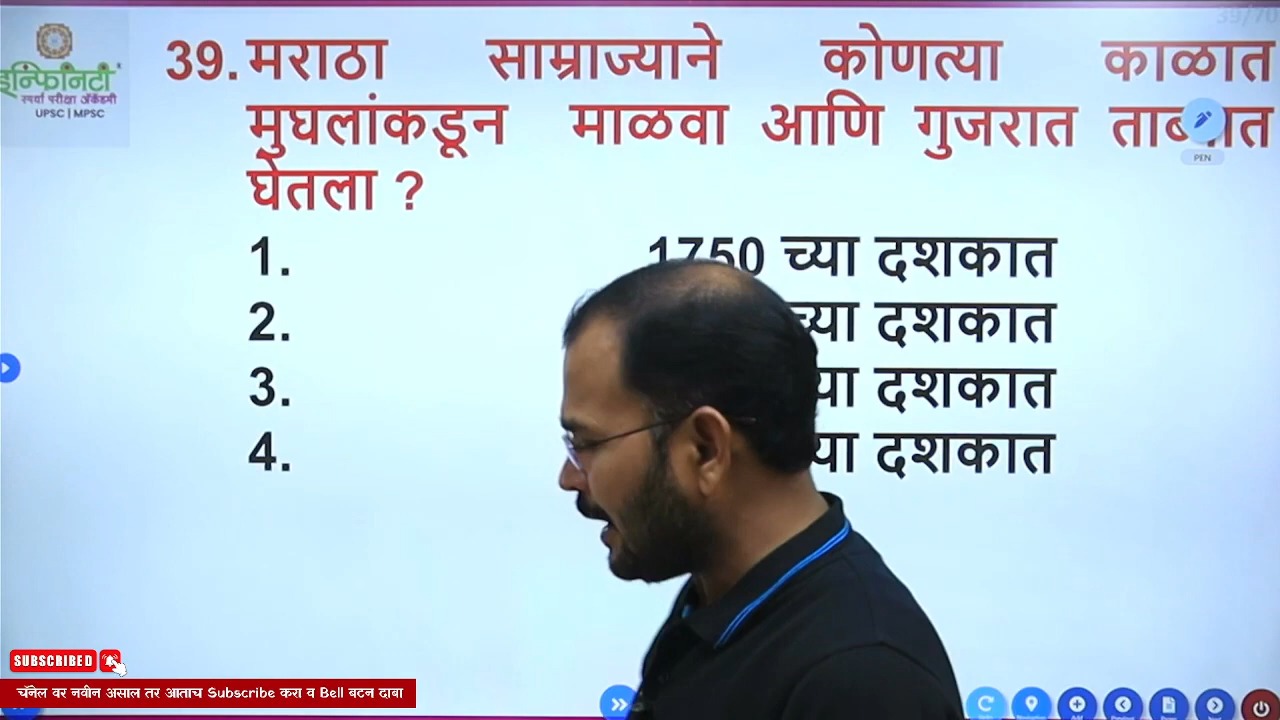 39/70
इन्फिनिटी
स्पर्धा परीक्षा अ‍ॅकॅडमी
UPSC | MPSC
39. मराठा साम्राज्याने कोणत्या काळात
मुघलांकडून माळवा आणि गुजरात
घेतला ?
PEN
1. 1750 च्या दशकात
2. च्या दशकात
3. च्या दशकात
4. च्या दशकात
SUBSCRIBED
चॅनेल वर नवीन असाल तर आताच Subscribe करा व Bell बटन दाबा
Add